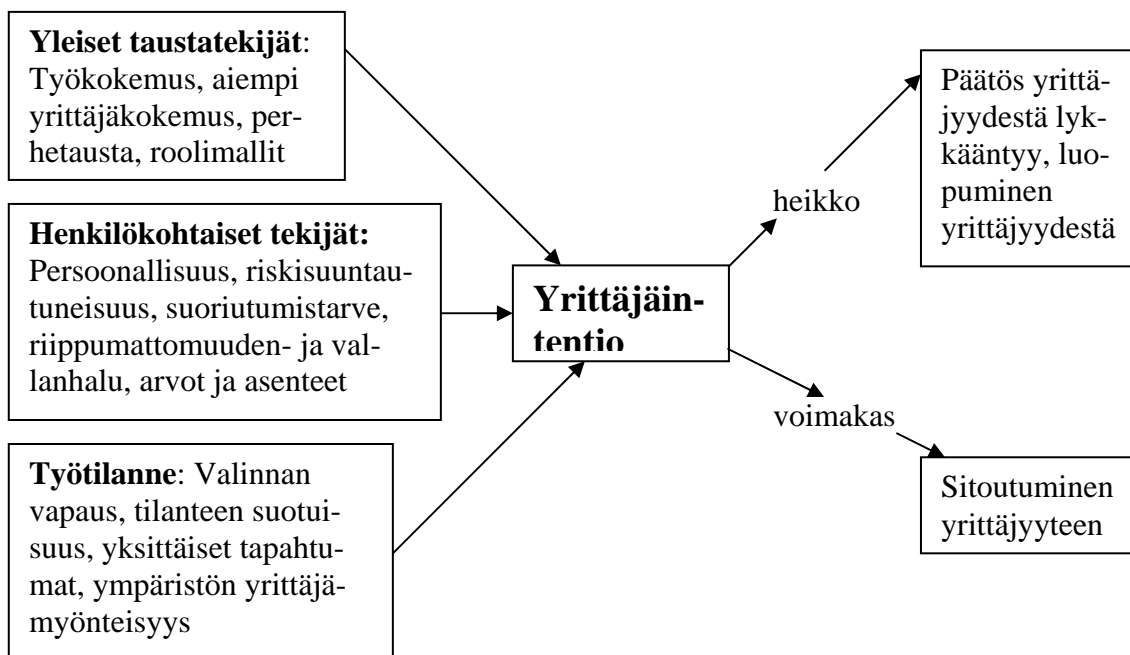 Yleiset taustatekijät:
Työkokemus, aiempi
yrittäjäkokemus, per-
hetausta, roolimallit
Henkilökohtaiset tekijät:
Persoonallisuus, riskisuuntau-
tuneisuus, suoriutumistarve,
riippumattomuuden- ja val-
lanhalu, arvot ja asenteet
Työtilanne: Valinnan
vapaus, tilanteen suotui-
suus, yksittäiset tapahtu-
mat, ympäristön yrittäjä-
myönteisyys
Yrittäjäin-
tentio
heikko
voimakas
Päätös yrittä-
jyydestä lyk-
kääntyy, luo-
puminen
yrittäjyydestä
Sitoutuminen
yrittäjyyteen